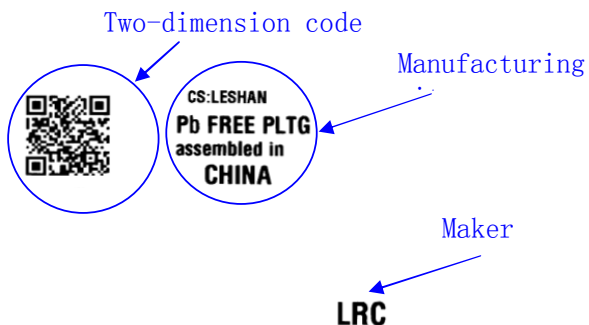 Two-dimension code
Manufacturing
CS:LESHAN
Pb FREE PLTG
assembled in
CHINA
Maker
LRC